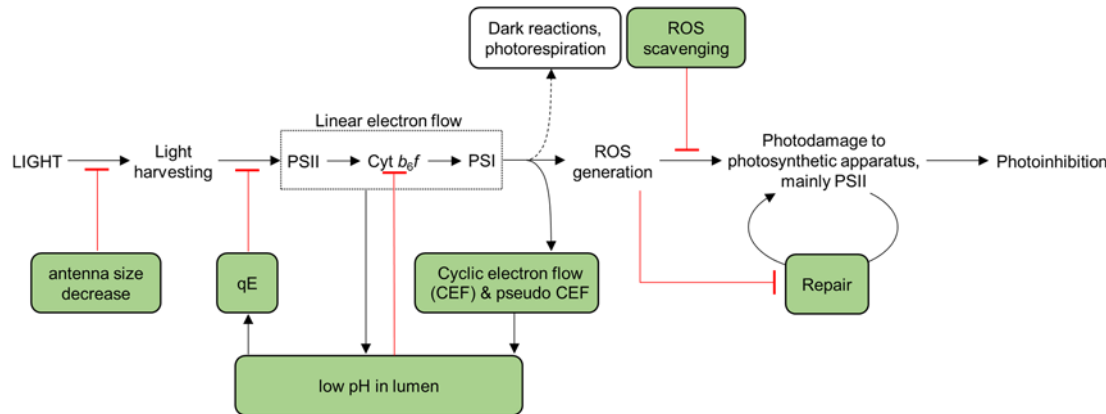 Dark reactions,
photorespiration
ROS
scavenging
Linear electron flow
LIGHT
Light
harvesting
PSII
Cyt b6f
PSI
ROS
generation
Photodamage to
photosynthetic apparatus,
mainly PSII
Photoinhibition
antenna size
decrease
qE
Cyclic electron flow
(CEF) & pseudo CEF
Repair
low pH in lumen